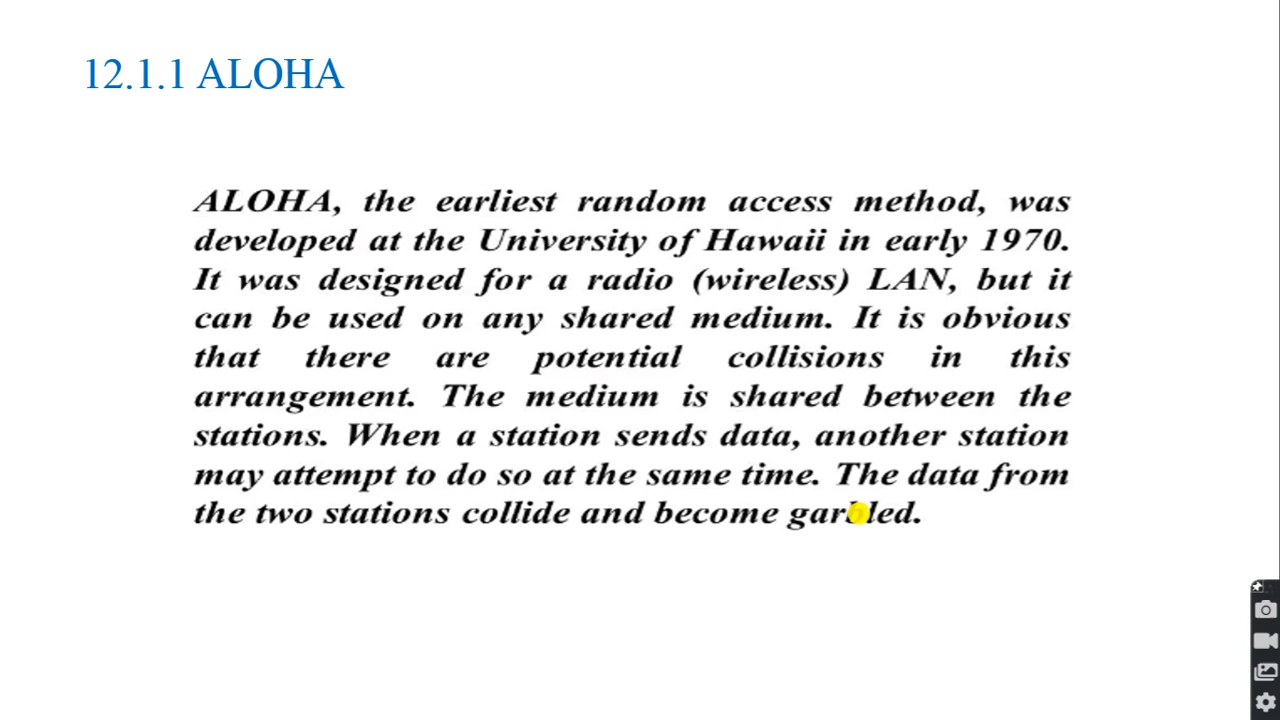 12.1.1 ALOHA
ALOHA, the earliest random access method, was
developed at the University of Hawaii in early 1970.
It was designed for a radio (wireless) LAN, but it
can be used on any shared medium. It is obvious
that there are potential collisions in this
arrangement. The medium is shared between the
stations. When a station sends data, another station
may attempt to do so at the same time. The data from
the two stations collide and become garbled.